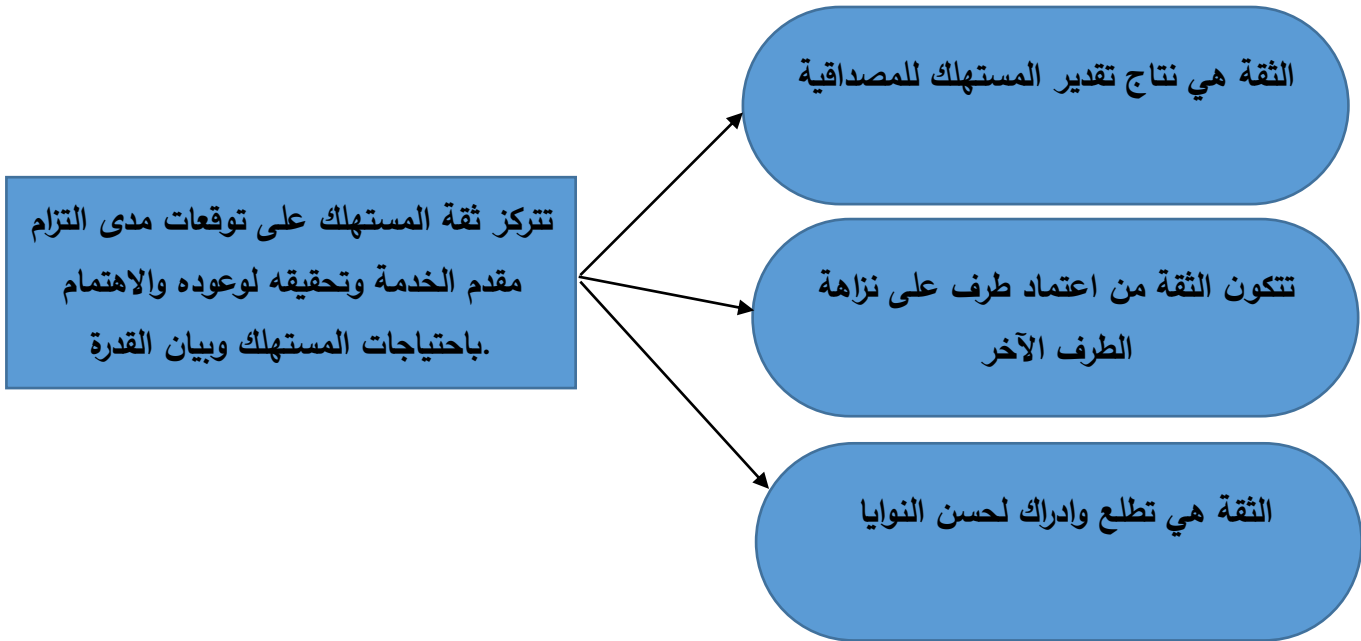 الثقة هي نتاج تقدير المستهلك للمصداقية
تتركز ثقة المستهلك على توقعات مدى التزام
مقدم الخدمة وتحقيقه لوعوده والاهتمام
.باحتياجات المستهلك وبيان القدرة
تتكون الثقة من اعتماد طرف على نزاهة
الطرف الآخر
الثقة هي تطلع وادراك لحسن النوايا